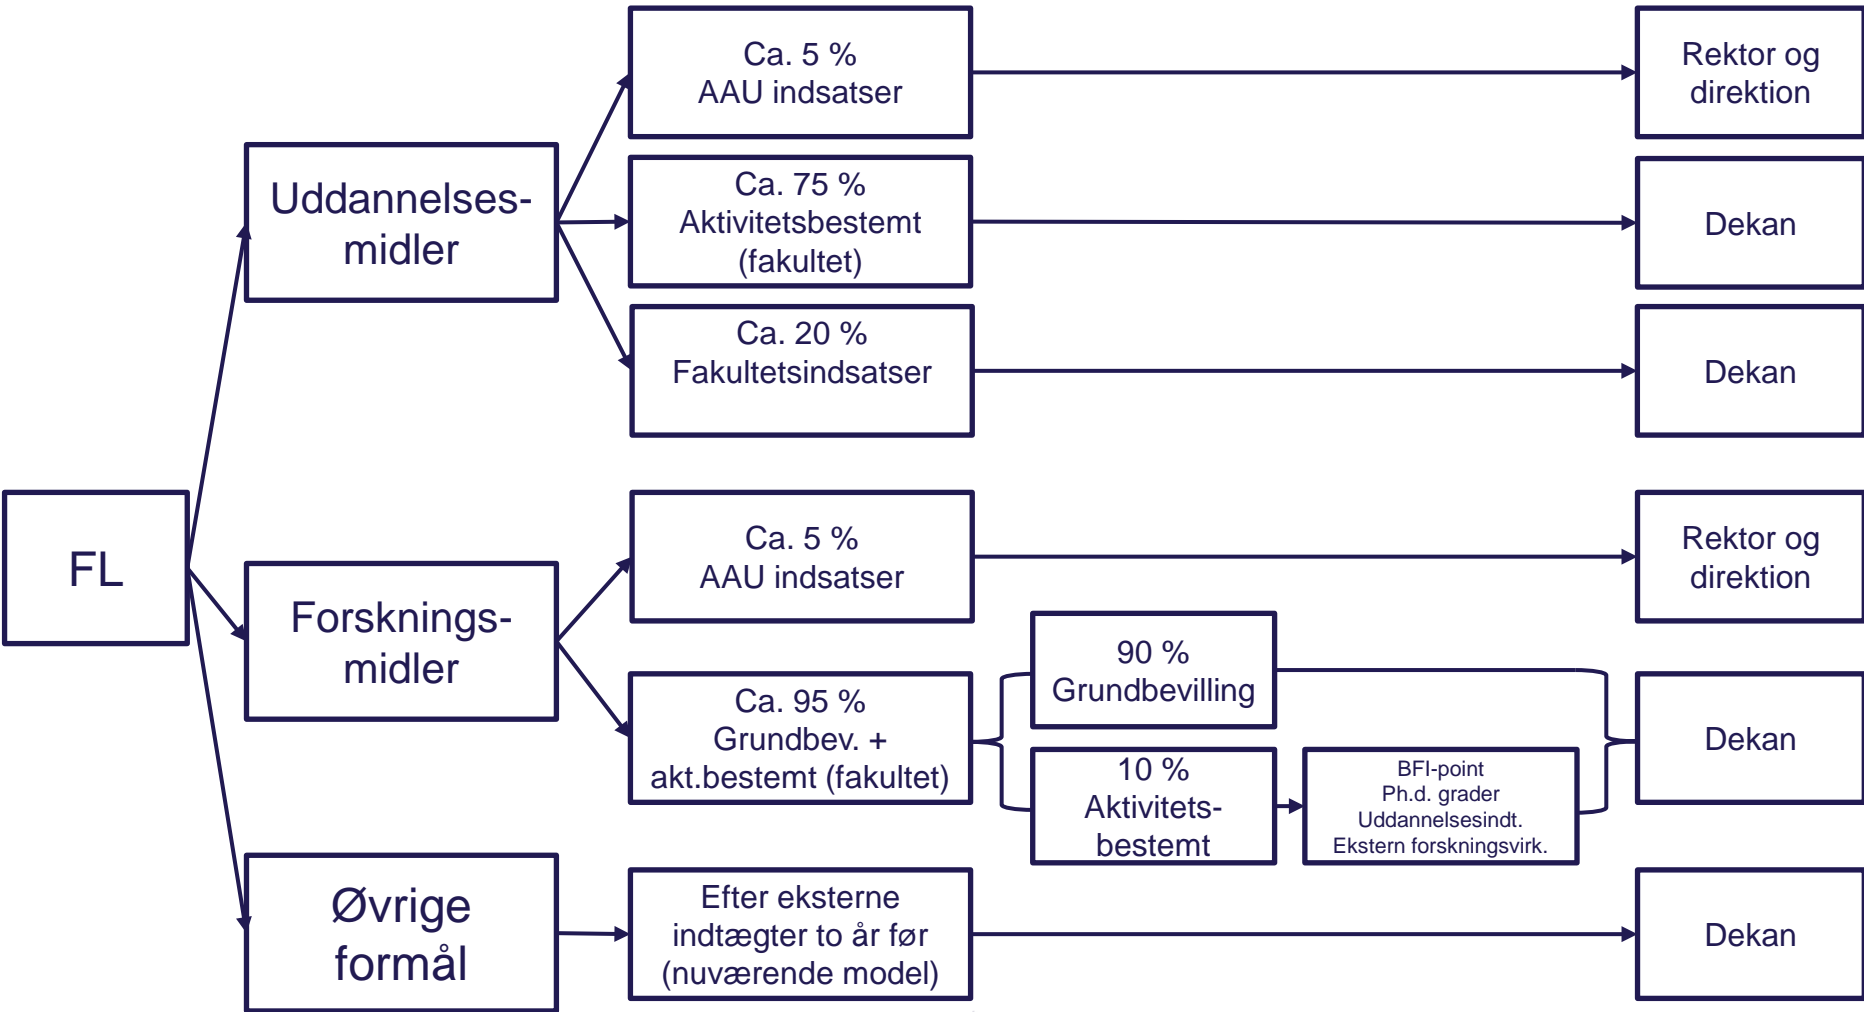 FL
Uddannelses-
midler
Ca. 5 %
AAU indsatser
Rektor og
direktion
Ca. 75 %
Aktivitetsbestemt
(fakultet)
Dekan
Ca. 20 %
Fakultetsindsatser
Dekan
Forsknings-
midler
Ca. 5 %
AAU indsatser
Rektor og
direktion
Ca. 95 %
Grundbev. +
akt.bestemt (fakultet)
90 %
Grundbevilling
10 %
Aktivitets-
bestemt
BFI-point
Ph.d. grader
Uddannelsesindt.
Ekstern forskningsvirk.
Dekan
Øvrige
formål
Efter eksterne
indtægter to år før
(nuværende model)
Dekan